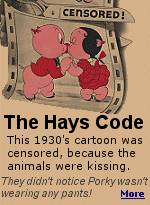 CENSORED!
The Hays Code
This 1930's cartoon was
censored, because the
animals were kissing.
They didn't notice Porky wasn't
wearing any pants! More